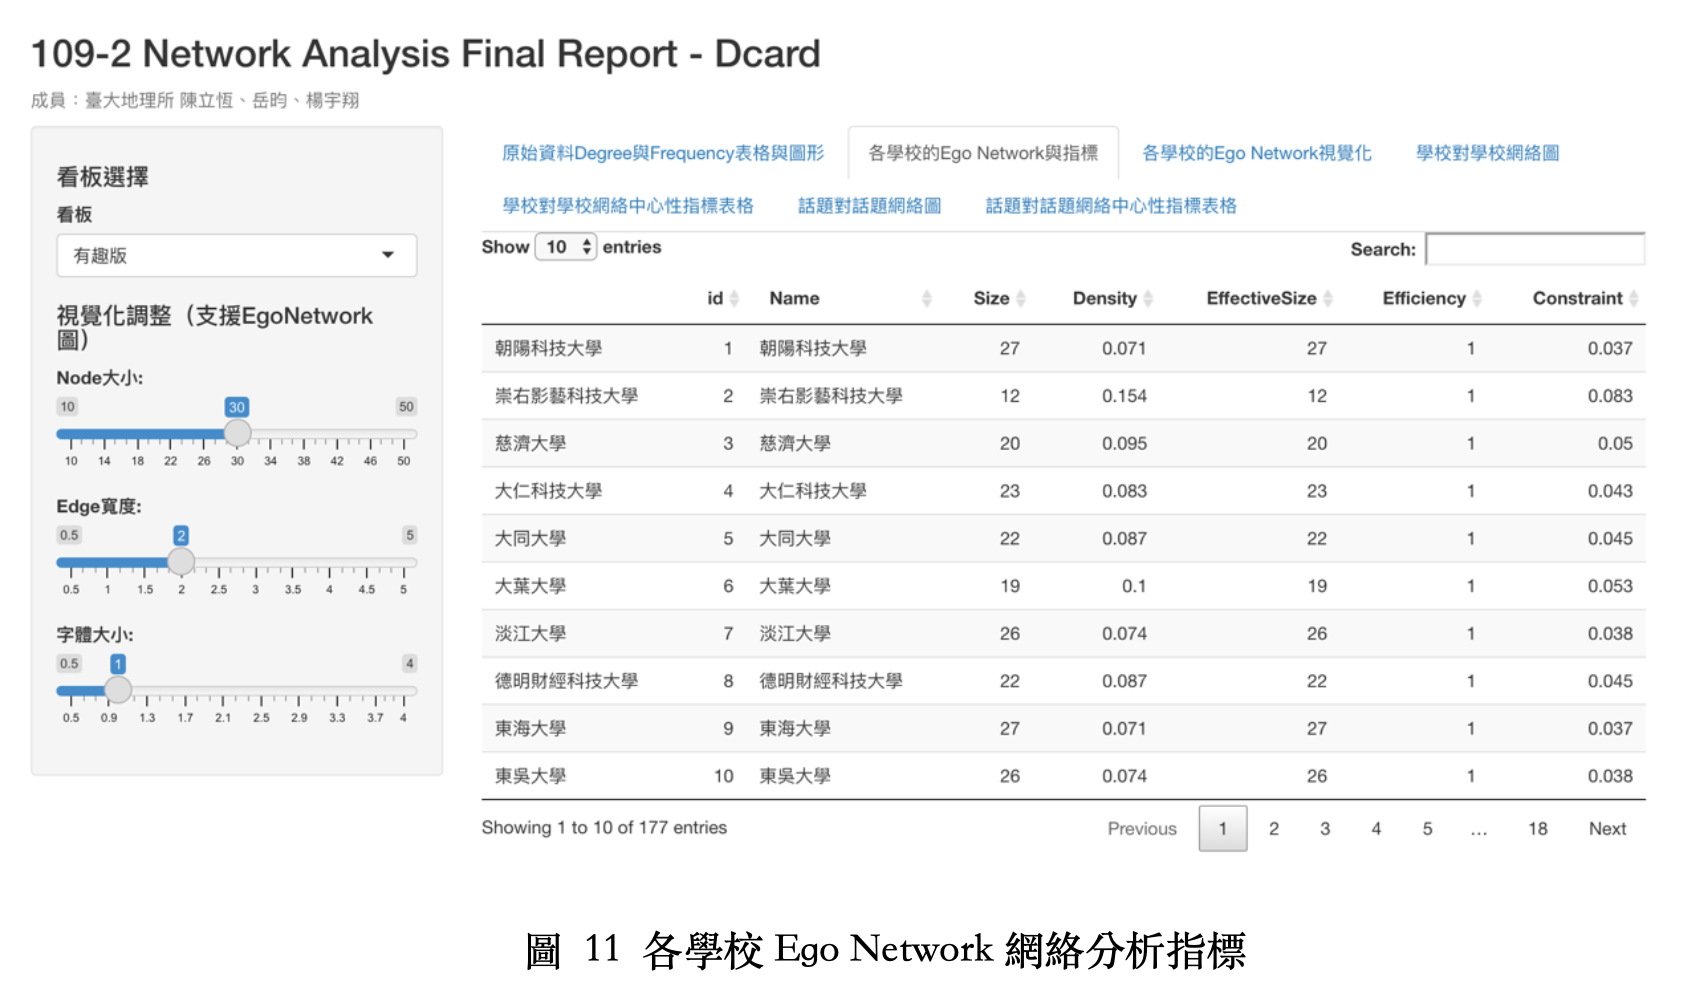 109-2 Network Analysis Final Report - Dcard
成員：臺大地理所 陳立恆、岳昀、楊宇翔
看板選擇
看板
有趣版
視覺化調整（支援EgoNetwork
圖）
Node大小:
10 30 50
10 14 18 22 26 30 34 38 42 46 50
Edge寬度:
0.5 2 5
0.5 1 1.5 2 2.5 3 3.5 4 4.5 5
字體大小:
0.5 1 4
0.5 0.9 1.3 1.7 2.1 2.5 2.9 3.3 3.7 4
原始資料Degree與Frequency表格與圖形 各學校的Ego Network與指標 各學校的Ego Network視覺化 學校對學校網絡圖
學校對學校網絡中心性指標表格 話題對話題網絡圖 話題對話題網絡中心性指標表格
Show 10 entries Search:
id Name Size Density EffectiveSize Efficiency Constraint
朝陽科技大學 1 朝陽科技大學 27 0.071 27 1 0.037
崇右影藝科技大學 2 崇右影藝科技大學 12 0.154 12 1 0.083
慈濟大學 3 慈濟大學 20 0.095 20 1 0.05
大仁科技大學 4 大仁科技大學 23 0.083 23 1 0.043
大同大學 5 大同大學 22 0.087 22 1 0.045
大葉大學 6 大葉大學 19 0.1 19 1 0.053
淡江大學 7 淡江大學 26 0.074 26 1 0.038
德明財經科技大學 8 德明財經科技大學 22 0.087 22 1 0.045
東海大學 9 東海大學 27 0.071 27 1 0.037
東吳大學 10 東吳大學 26 0.074 26 1 0.038
Showing 1 to 10 of 177 entries Previous 1 2 3 4 5 … 18 Next
圖 11 各學校 Ego Network 網絡分析指標